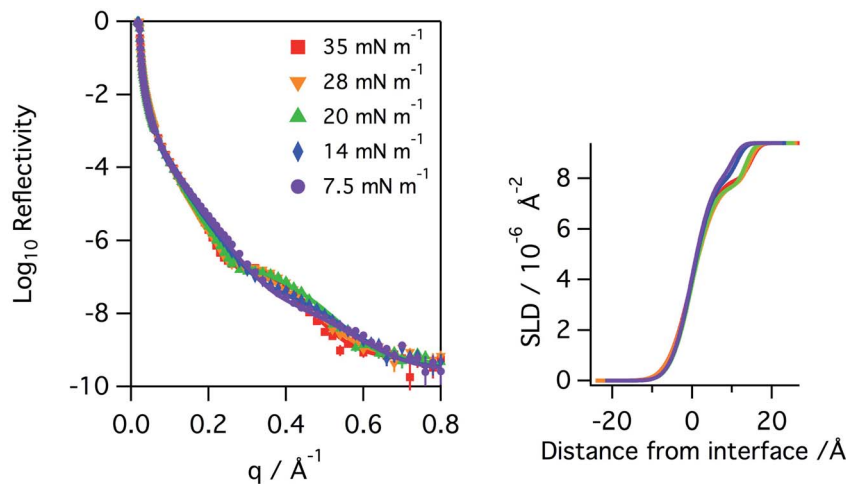 0
-2
-4
-6
-8
-10
0.0 0.2 0.4 0.6 0.8
Log₁₀ Reflectivity
q / Å⁻¹
35 mN m⁻¹
28 mN m⁻¹
20 mN m⁻¹
14 mN m⁻¹
7.5 mN m⁻¹
8
6
4
2
0
-20 0 20
SLD / 10⁻⁶ Å⁻²
Distance from interface /Å